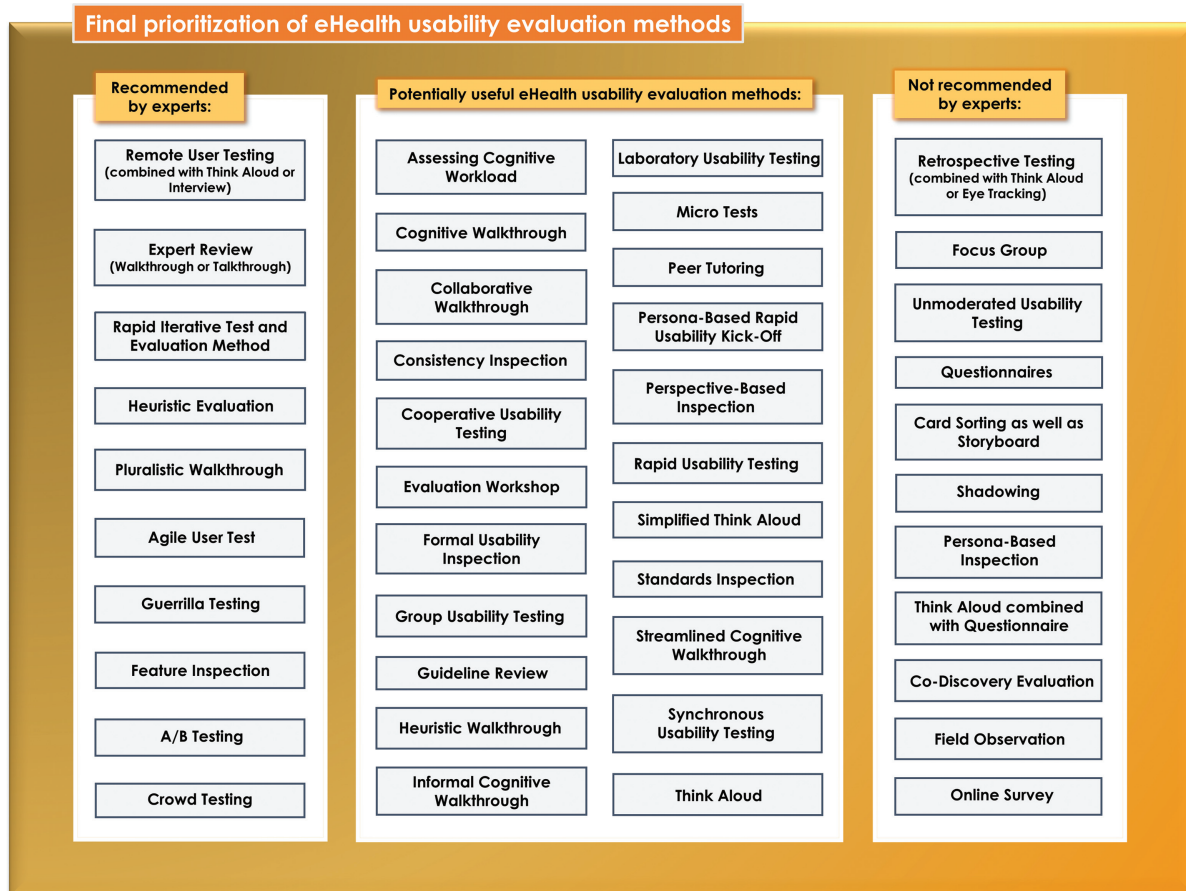 Final prioritization of eHealth usability evaluation methods
Recommended
by experts:
Remote User Testing
(combined with Think Aloud or
Interview)
Expert Review
(Walkthrough or Talkthrough)
Rapid Iterative Test and
Evaluation Method
Heuristic Evaluation
Pluralistic Walkthrough
Agile User Test
Guerrilla Testing
Feature Inspection
A/B Testing
Crowd Testing
Potentially useful eHealth usability evaluation methods:
Assessing Cognitive
Workload
Cognitive Walkthrough
Collaborative
Walkthrough
Consistency Inspection
Cooperative Usability
Testing
Evaluation Workshop
Formal Usability
Inspection
Group Usability Testing
Guideline Review
Heuristic Walkthrough
Informal Cognitive
Walkthrough
Laboratory Usability Testing
Micro Tests
Peer Tutoring
Persona-Based Rapid
Usability Kick-Off
Perspective-Based
Inspection
Rapid Usability Testing
Simplified Think Aloud
Standards Inspection
Streamlined Cognitive
Walkthrough
Synchronous
Usability Testing
Think Aloud
Not recommended
by experts:
Retrospective Testing
(combined with Think Aloud
or Eye Tracking)
Focus Group
Unmoderated Usability
Testing
Questionnaires
Card Sorting as well as
Storyboard
Shadowing
Persona-Based
Inspection
Think Aloud combined
with Questionnaire
Co-Discovery Evaluation
Field Observation
Online Survey